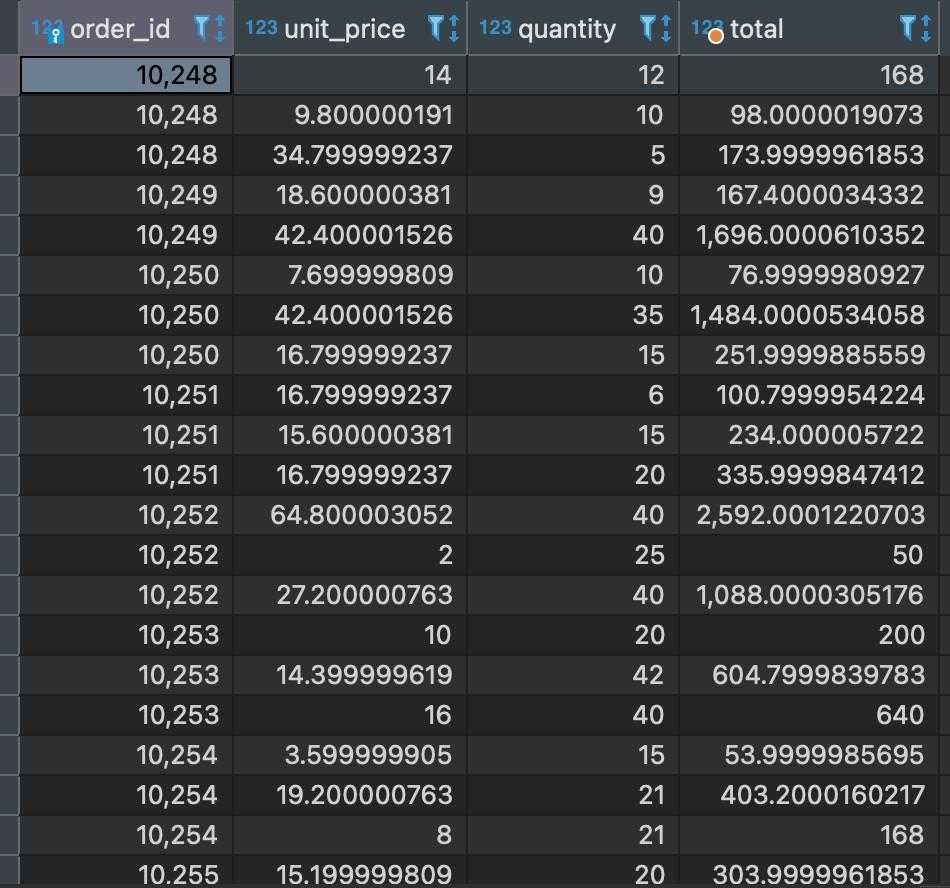 123 order_id 123 unit_price 123 quantity 123 total
10,248 14 12 168
10,248 9.800000191 10 98.0000019073
10,248 34.799999237 5 173.9999961853
10,249 18.600000381 9 167.4000034332
10,249 42.400001526 40 1,696.0000610352
10,250 7.699999809 10 76.9999980927
10,250 42.400001526 35 1,484.0000534058
10,250 16.799999237 15 251.9999885559
10,251 16.799999237 6 100.7999954224
10,251 15.600000381 15 234.000005722
10,251 16.799999237 20 335.9999847412
10,252 64.800003052 40 2,592.0001220703
10,252 2 25 50
10,252 27.200000763 40 1,088.0000305176
10,253 10 20 200
10,253 14.399999619 42 604.7999839783
10,253 16 40 640
10,254 3.599999905 15 53.9999985695
10,254 19.200000763 21 403.2000160217
10,254 8 21 168
10,255 15.199999809 20 303.9999961853